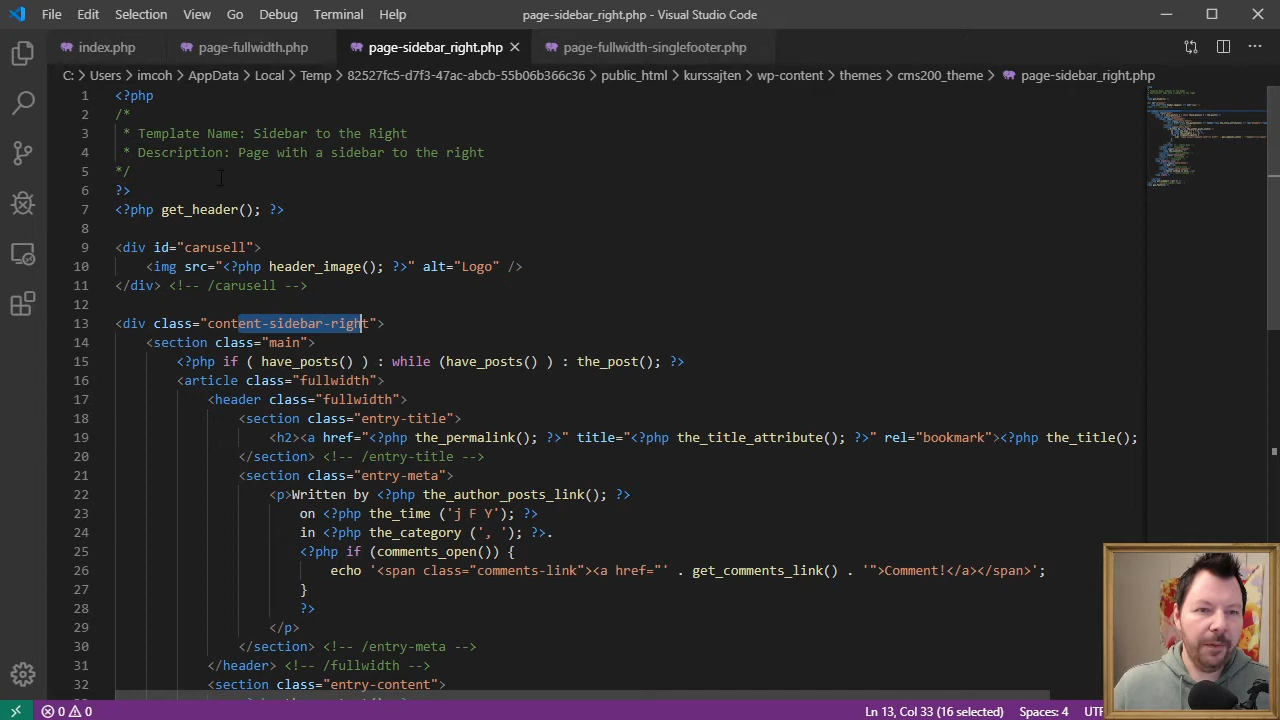 File Edit Selection View Go Debug Terminal Help page-sidebar_right.php - Visual Studio Code
index.php page-fullwidth.php page-sidebar_right.php page-fullwidth-singlefooter.php
C: > Users > imcoh > AppData > Local > Temp > 82527fc5-d7f3-47ac-abcb-55b06b366c36 > public_html > kurssajten > wp-content > themes > cms200_theme > page-sidebar_right.php
1 <?php
2 /*
3  * Template Name: Sidebar to the Right
4  * Description: Page with a sidebar to the right
5 */
6 ?>
7 <?php get_header(); ?>
8
9 <div id="carusell">
10     <img src="<?php header_image(); ?>" alt="Logo" />
11 </div> <!-- /carusell -->
12
13 <div class="content-sidebar-right">
14     <section class="main">
15         <?php if ( have_posts() ) : while (have_posts() ) : the_post(); ?>
16         <article class="fullwidth">
17             <header class="fullwidth">
18                 <section class="entry-title">
19                     <h2><a href="<?php the_permalink(); ?>" title="<?php the_title_attribute(); ?>" rel="bookmark"><?php the_title();
20                 </section> <!-- /entry-title -->
21                 <section class="entry-meta">
22                     <p>Written by <?php the_author_posts_link(); ?>
23                         on <?php the_time ('j F Y'); ?>
24                         in <?php the_category (', '); ?>.
25                         <?php if (comments_open()) {
26                             echo '<span class="comments-link"><a href="' . get_comments_link() . '">Comment!</a></span>';
27                         }
28                         ?>
29                     </p>
30                 </section> <!-- /entry-meta -->
31             </header> <!-- /fullwidth -->
32             <section class="entry-content">
0 0 Ln 13, Col 33 (16 selected) Spaces: 4 UTF